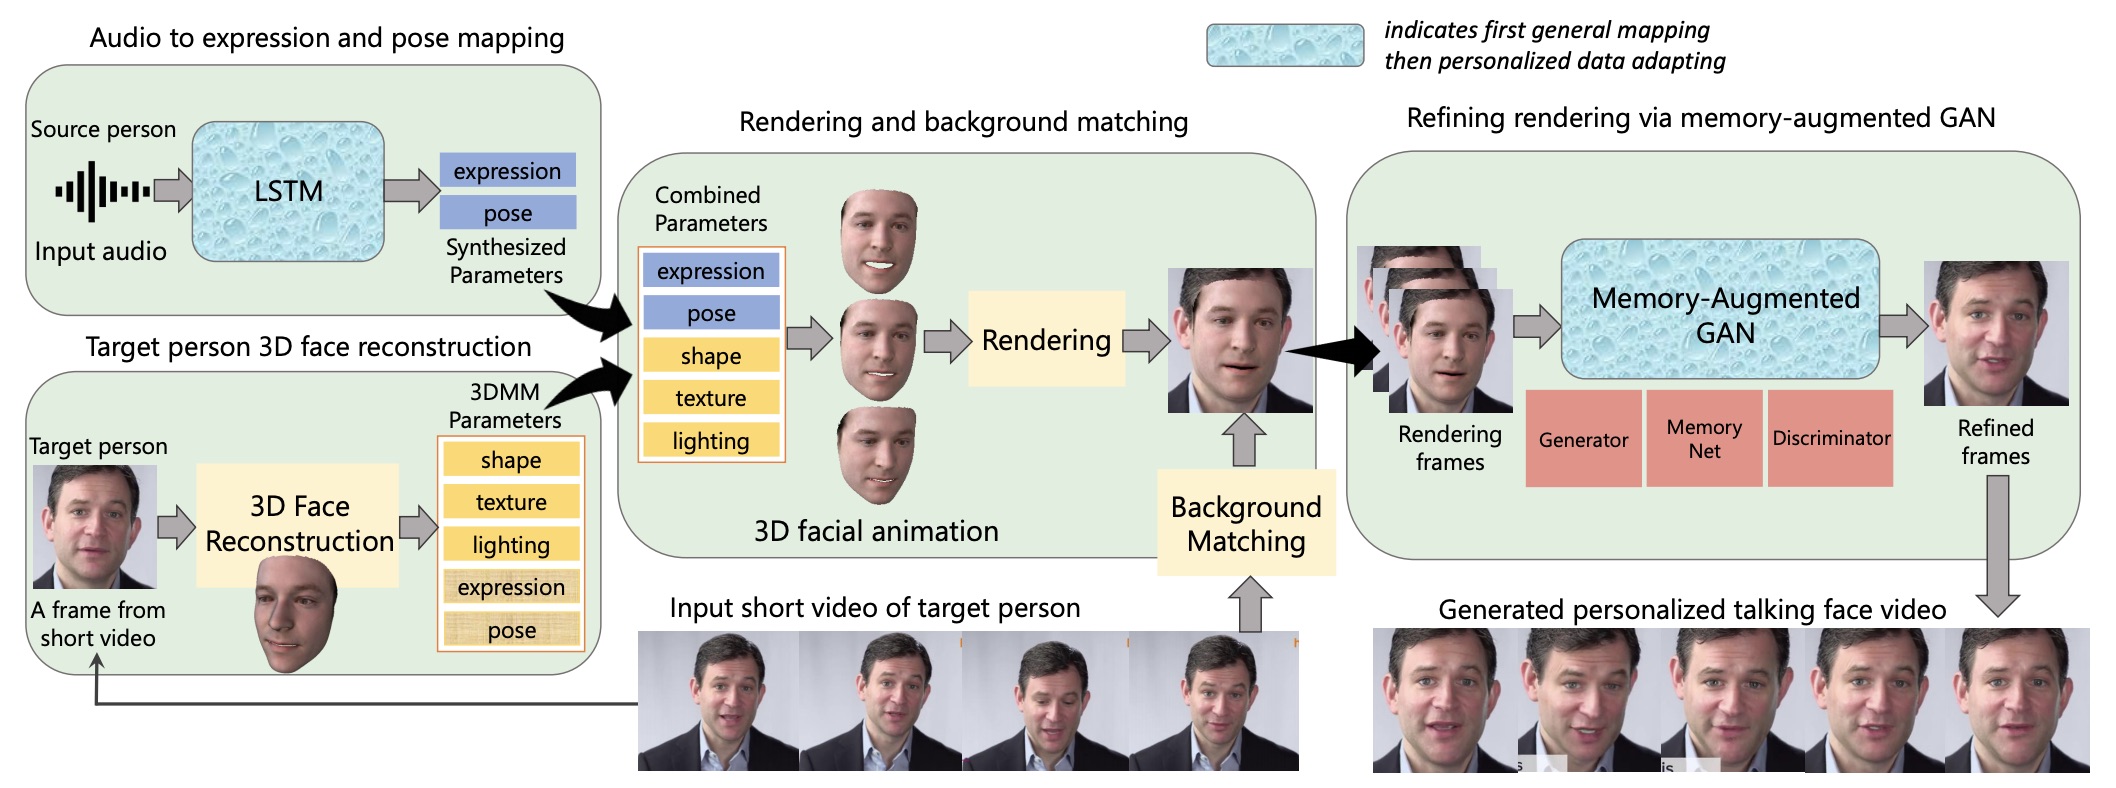 Audio to expression and pose mapping
Source person
Input audio
LSTM
expression
pose
Synthesized
Parameters
Target person 3D face reconstruction
Target person
A frame from
short video
3D Face
Reconstruction
3DMM
Parameters
shape
texture
lighting
expression
pose
Rendering and background matching
Combined
Parameters
expression
pose
shape
texture
lighting
3D facial animation
Rendering
Background
Matching
Input short video of target person
indicates first general mapping
then personalized data adapting
Refining rendering via memory-augmented GAN
Rendering
frames
Memory-Augmented
GAN
Generator
Memory
Net
Discriminator
Refined
frames
Generated personalized talking face video
is